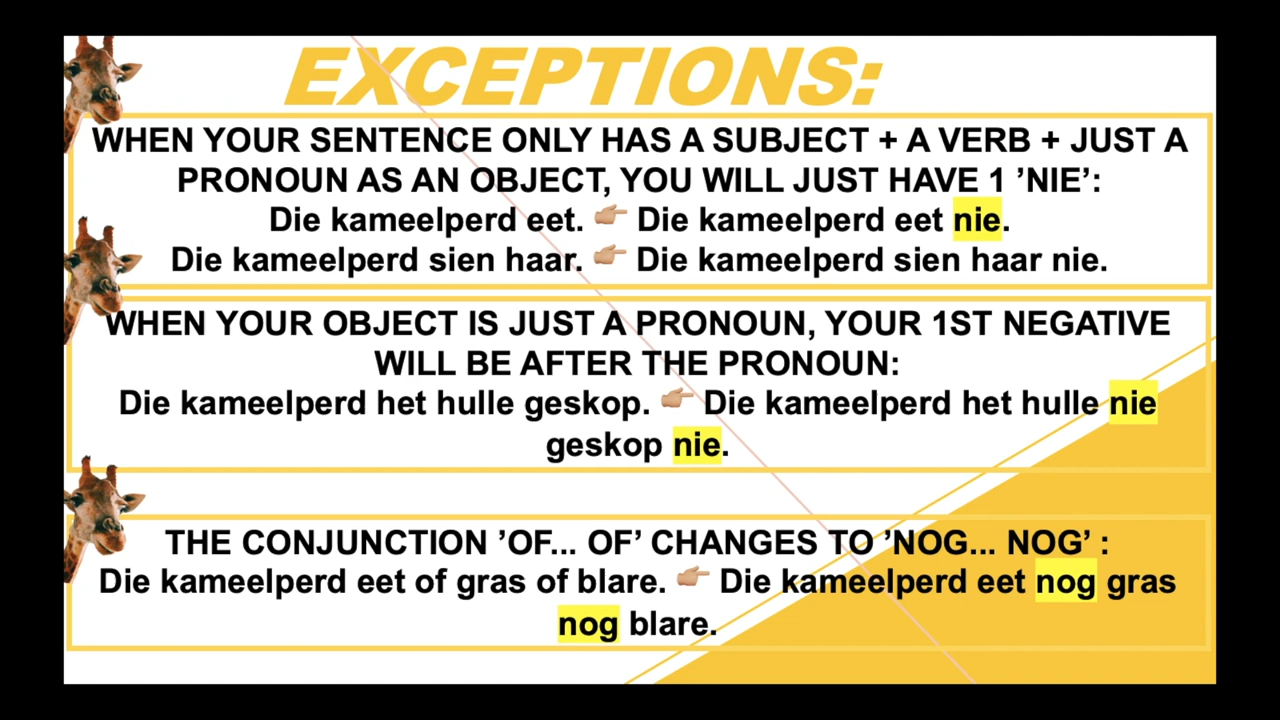 EXCEPTIONS:
WHEN YOUR SENTENCE ONLY HAS A SUBJECT + A VERB + JUST A
PRONOUN AS AN OBJECT, YOU WILL JUST HAVE 1 ’NIE’:
Die kameelperd eet. 👉🏼 Die kameelperd eet nie.
Die kameelperd sien haar. 👉🏼 Die kameelperd sien haar nie.
WHEN YOUR OBJECT IS JUST A PRONOUN, YOUR 1ST NEGATIVE
WILL BE AFTER THE PRONOUN:
Die kameelperd het hulle geskop. 👉🏼 Die kameelperd het hulle nie
geskop nie.
THE CONJUNCTION ’OF... OF’ CHANGES TO ’NOG... NOG’ :
Die kameelperd eet of gras of blare. 👉🏼 Die kameelperd eet nog gras
nog blare.